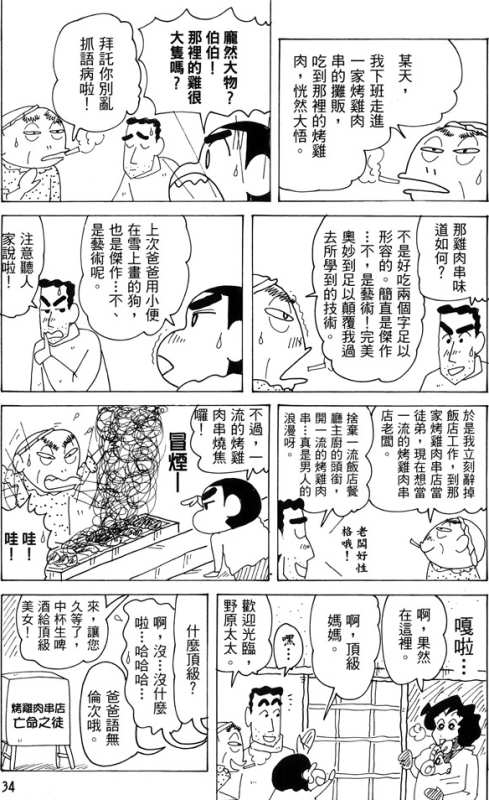 某天，
我下班走進
一家烤雞肉
串的攤販，
吃到那裡的烤雞
肉，恍然大悟。
龐然大物？
伯伯！
那裡的雞很
大隻嗎？
拜託你別亂
抓語病啦！
那雞肉串味
道如何？
不是好吃兩個字足以
形容的。簡直是傑作
…不，是藝術！完美
奧妙到足以顛覆我過
去所學到的技術。
上次爸爸用小便
在雪上畫的狗，
也是傑作…不
是藝術呢。
注意聽人
家說啦！
於是我立刻辭掉
飯店工作，到那
家烤雞肉串店當
徒弟，現在想當
一流的烤雞肉串
店老闆。
老闆好性
格哦！
捨棄一流飯店餐
廳主廚的頭銜，
開一流的烤雞肉
串…真是男人的
浪漫呀。
不過，一
流的烤雞
肉串燒焦
囉！
冒煙ー
哇！
哇！
嘎啦…
啊，果然
在這裡。
啊，頂級
媽媽。
嘿…
歡迎光臨，
野原太太。
什麼頂級？
啊，沒…沒什麼
啦…哈哈哈…
爸爸語無
倫次哦。
來，讓您
久等了，
中杯生啤
酒給頂級
美女！
烤雞肉串店
亡命之徒
34